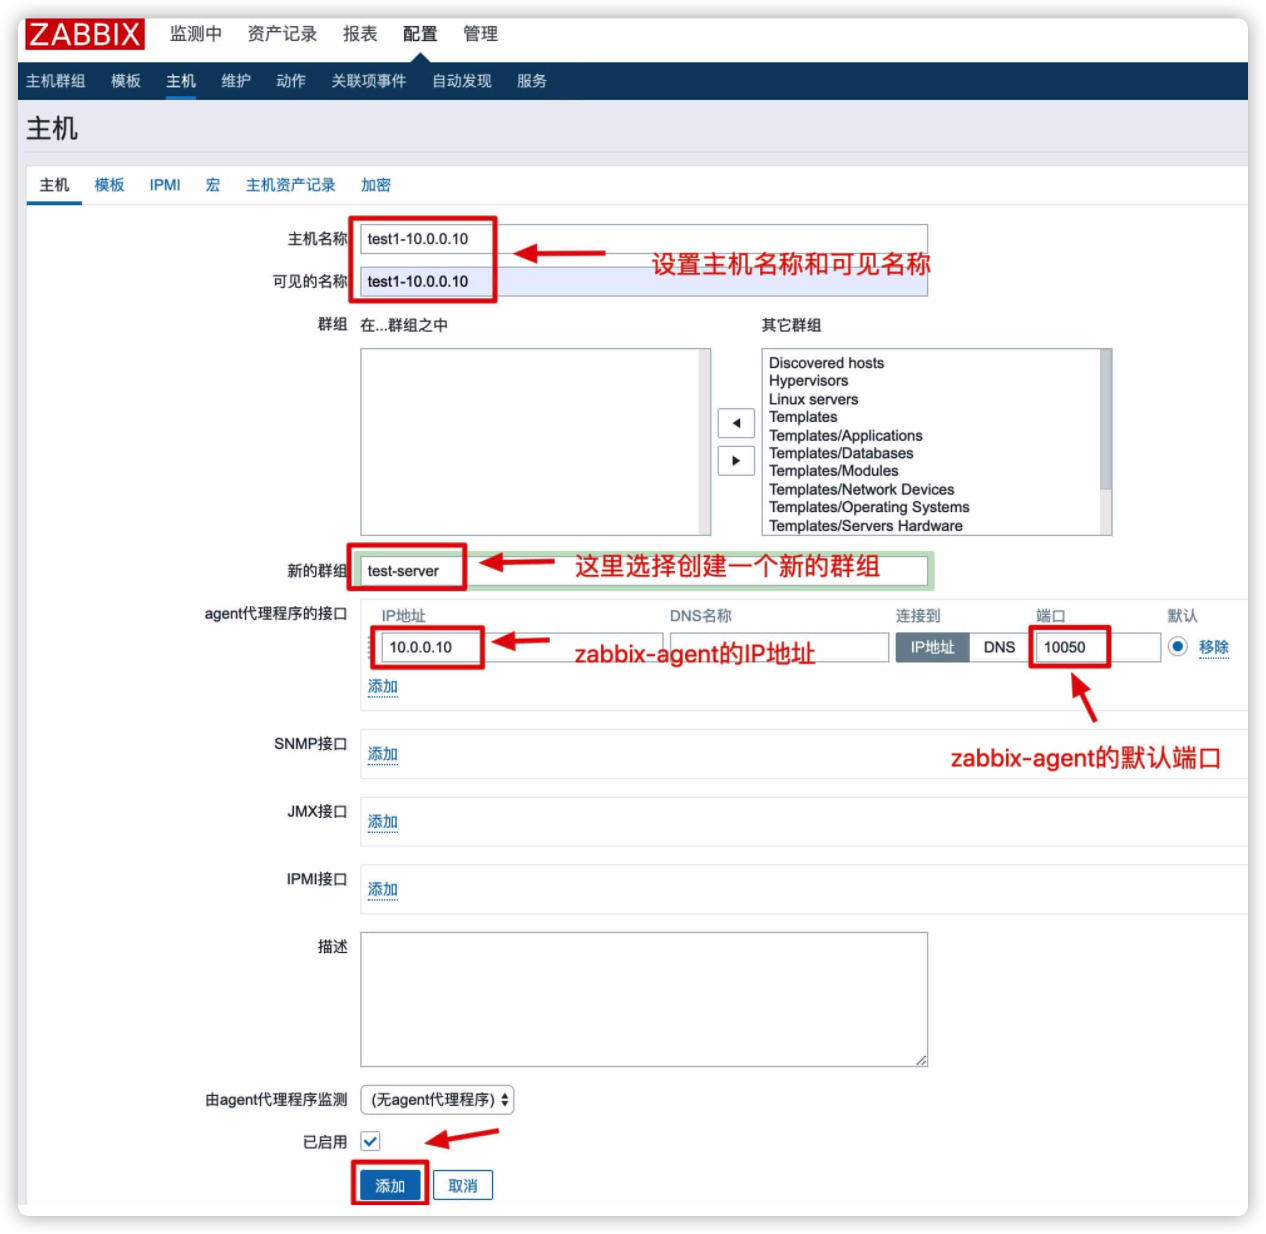 ZABBIX 监测中 资产记录 报表 配置 管理
主机群组 模板 主机 维护 动作 关联项事件 自动发现 服务
主机
主机 模板 IPMI 宏 主机资产记录 加密
主机名称 test1-10.0.0.10
设置主机名称和可见名称
可见的名称 test1-10.0.0.10
群组 在...群组之中 其它群组
Discovered hosts
Hypervisors
Linux servers
Templates
Templates/Applications
Templates/Databases
Templates/Modules
Templates/Network Devices
Templates/Operating Systems
Templates/Servers Hardware
新的群组 test-server 这里选择创建一个新的群组
agent代理程序的接口 IP地址 DNS名称 连接到 端口 默认
10.0.0.10 zabbix-agent的IP地址 IP地址 DNS 10050 移除
添加
SNMP接口 添加
zabbix-agent的默认端口
JMX接口 添加
IPMI接口 添加
描述
由agent代理程序监测 (无agent代理程序)
已启用
添加 取消